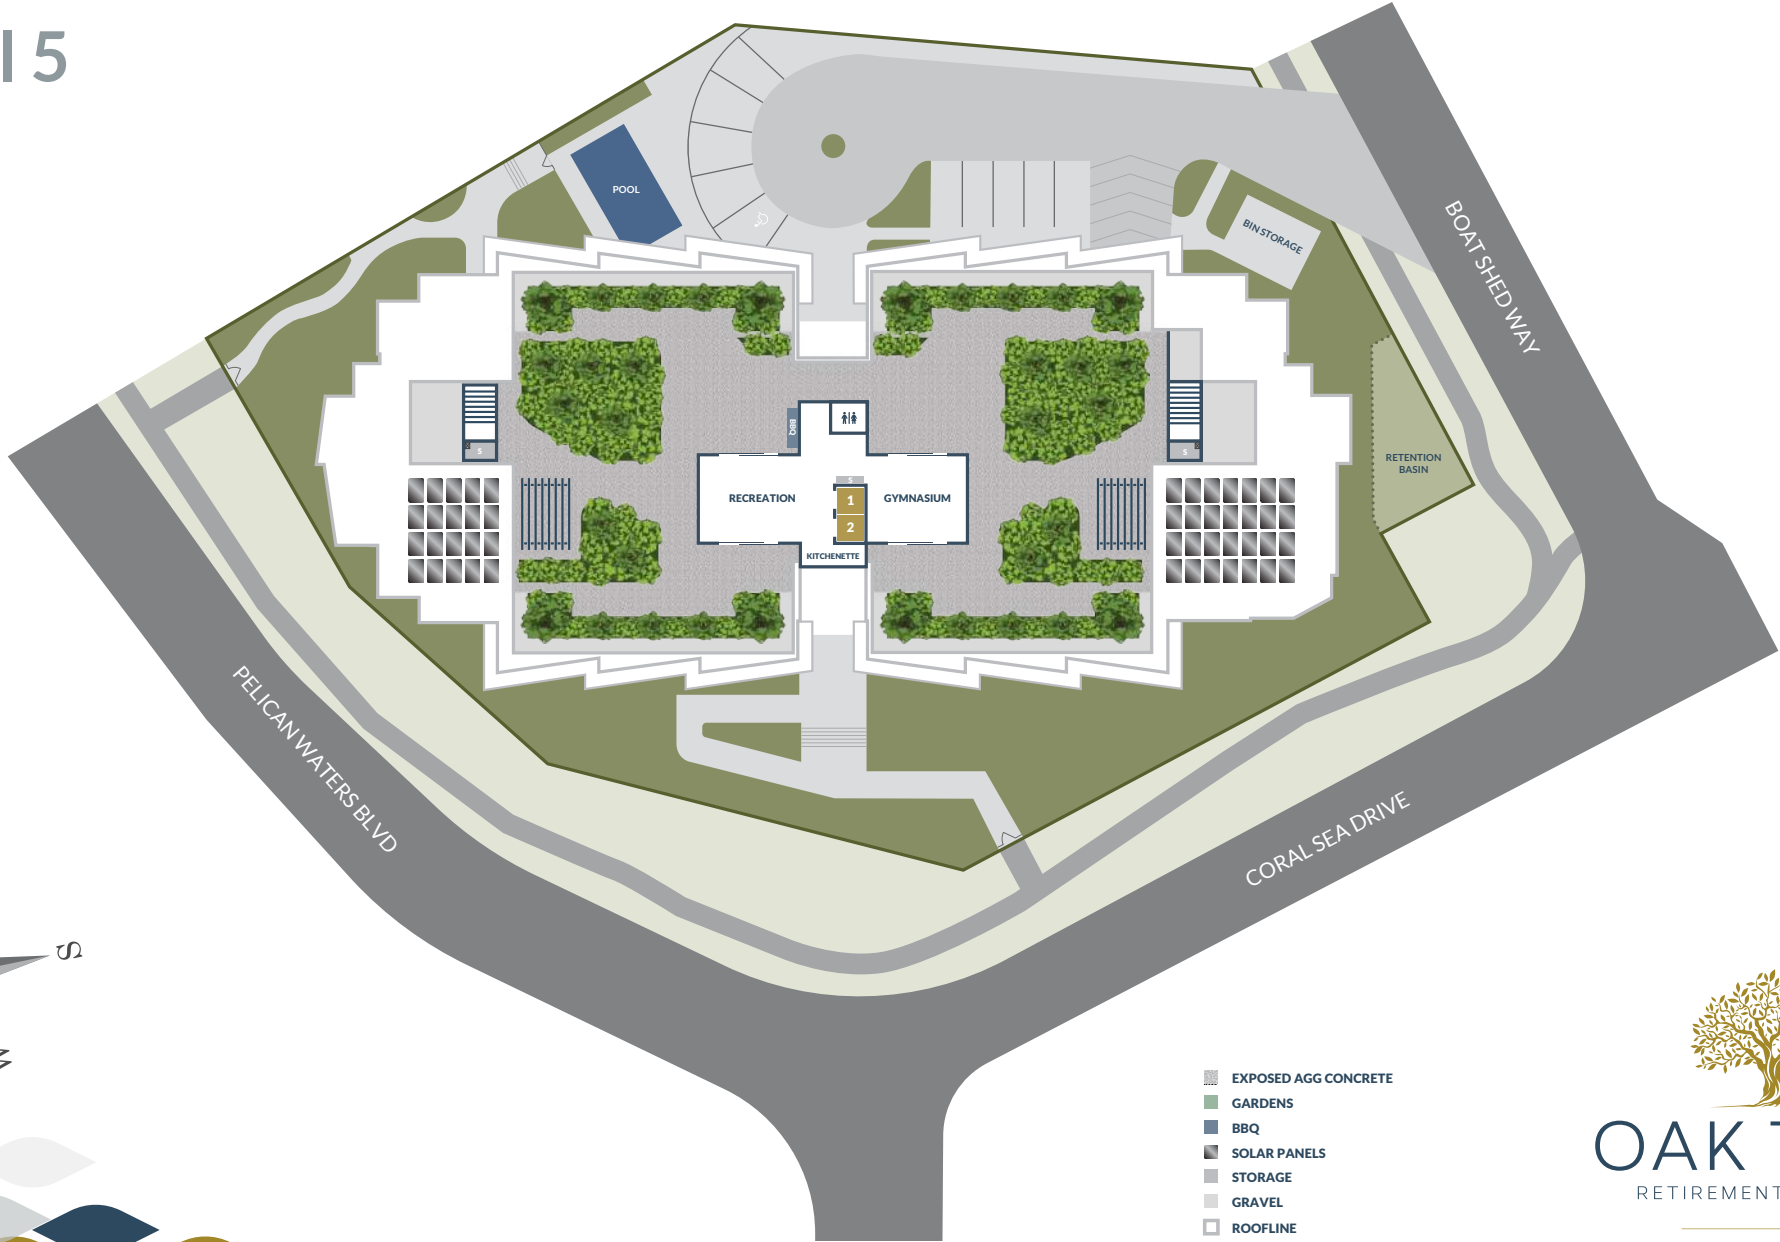 5
POOL
BIN STORAGE
BOAT SHED WAY
RETENTION
BASIN
BBQ
S
S
S
RECREATION
1
GYMNASIUM
2
KITCHENETTE
PELICAN WATERS BLVD
CORAL SEA DRIVE
S
W
EXPOSED AGG CONCRETE
GARDENS
BBQ
SOLAR PANELS
STORAGE
GRAVEL
ROOFLINE
OAK
RETIREMENT